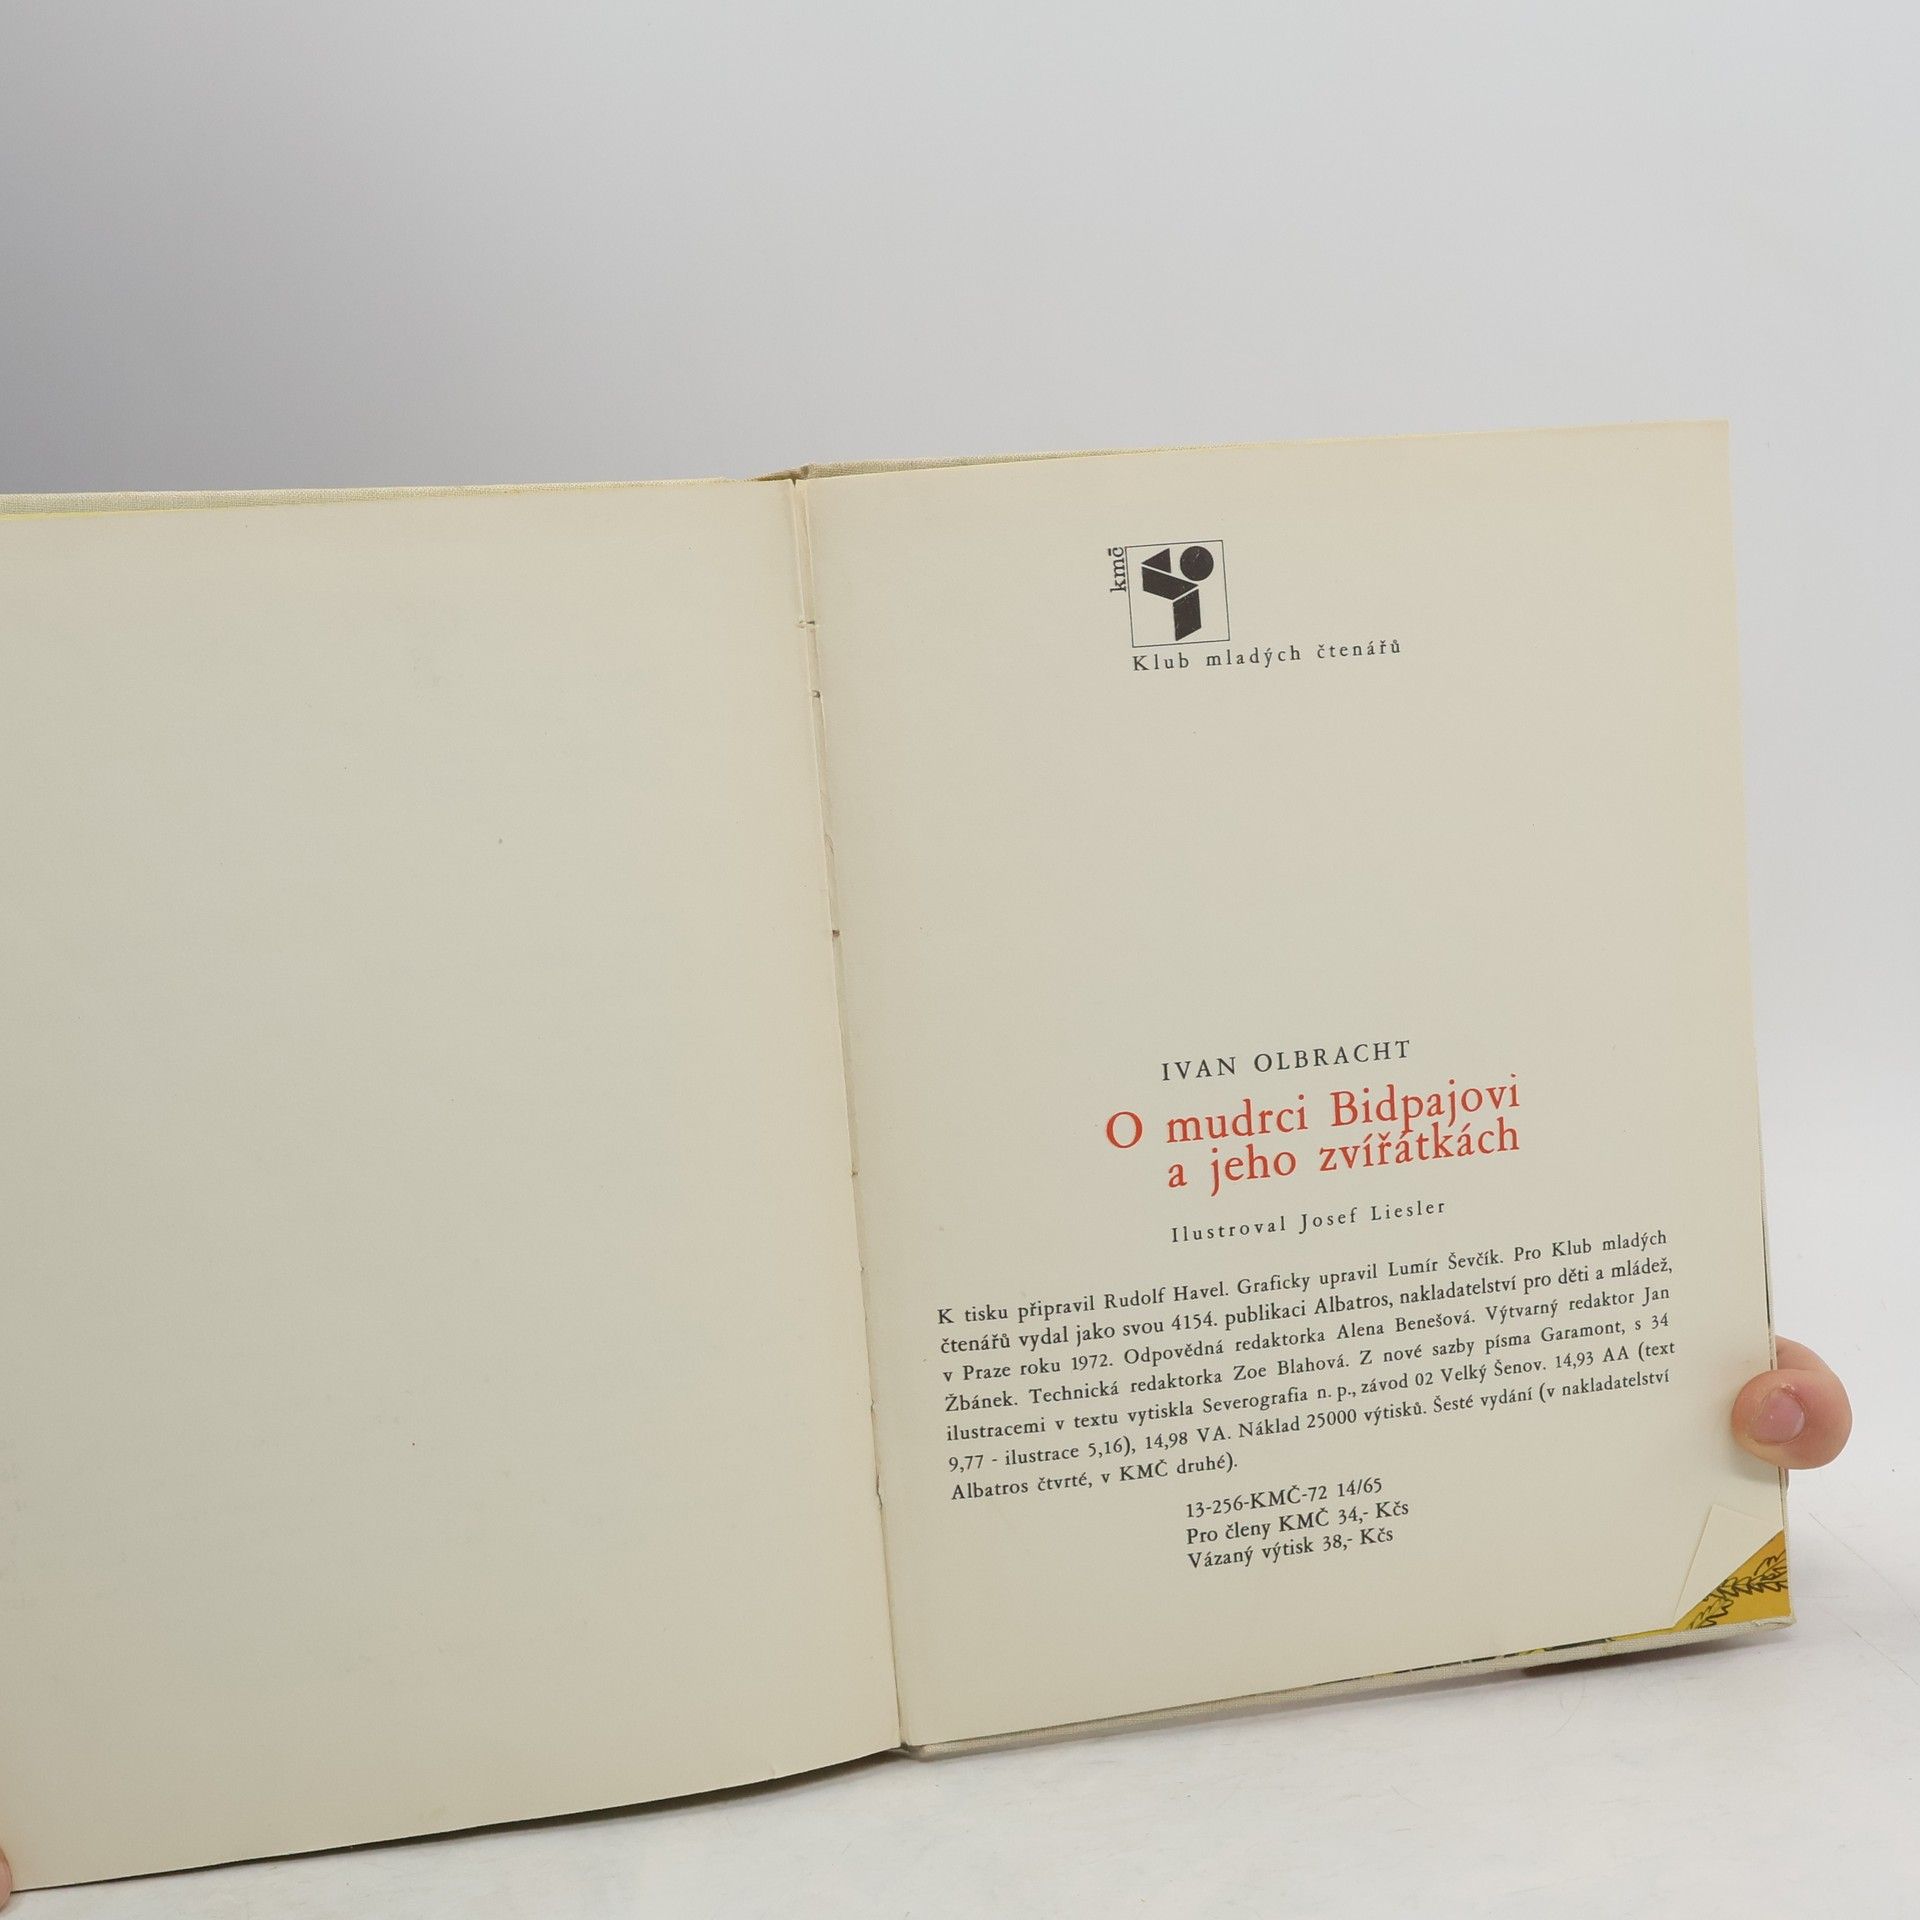 kmč
Klub mladých čtenářů
IVAN OLBRACHT
O mudrci Bidpajovi
a jeho zvířátkách
Ilustroval Josef Liesler
K tisku připravil Rudolf Havel. Graficky upravil Lumír Ševčík. Pro Klub mladých
čtenářů vydal jako svou 4154. publikaci Albatros, nakladatelství pro děti a mládež,
v Praze roku 1972. Odpovědná redaktorka Alena Benešová. Výtvarný redaktor Jan
Žbánek. Technická redaktorka Zoe Blahová. Z nové sazby písma Garamont, s 34
ilustracemi v textu vytiskla Severografia n. p., závod 02 Velký Šenov. 14,93 AA (text
9,77 - ilustrace 5,16), 14,98 VA. Náklad 25000 výtisků. Šesté vydání (v nakladatelství
Albatros čtvrté, v KMČ druhé).
13-256-KMČ-72 14/65
Pro členy KMČ 34,- Kčs
Vázaný výtisk 38,- Kčs